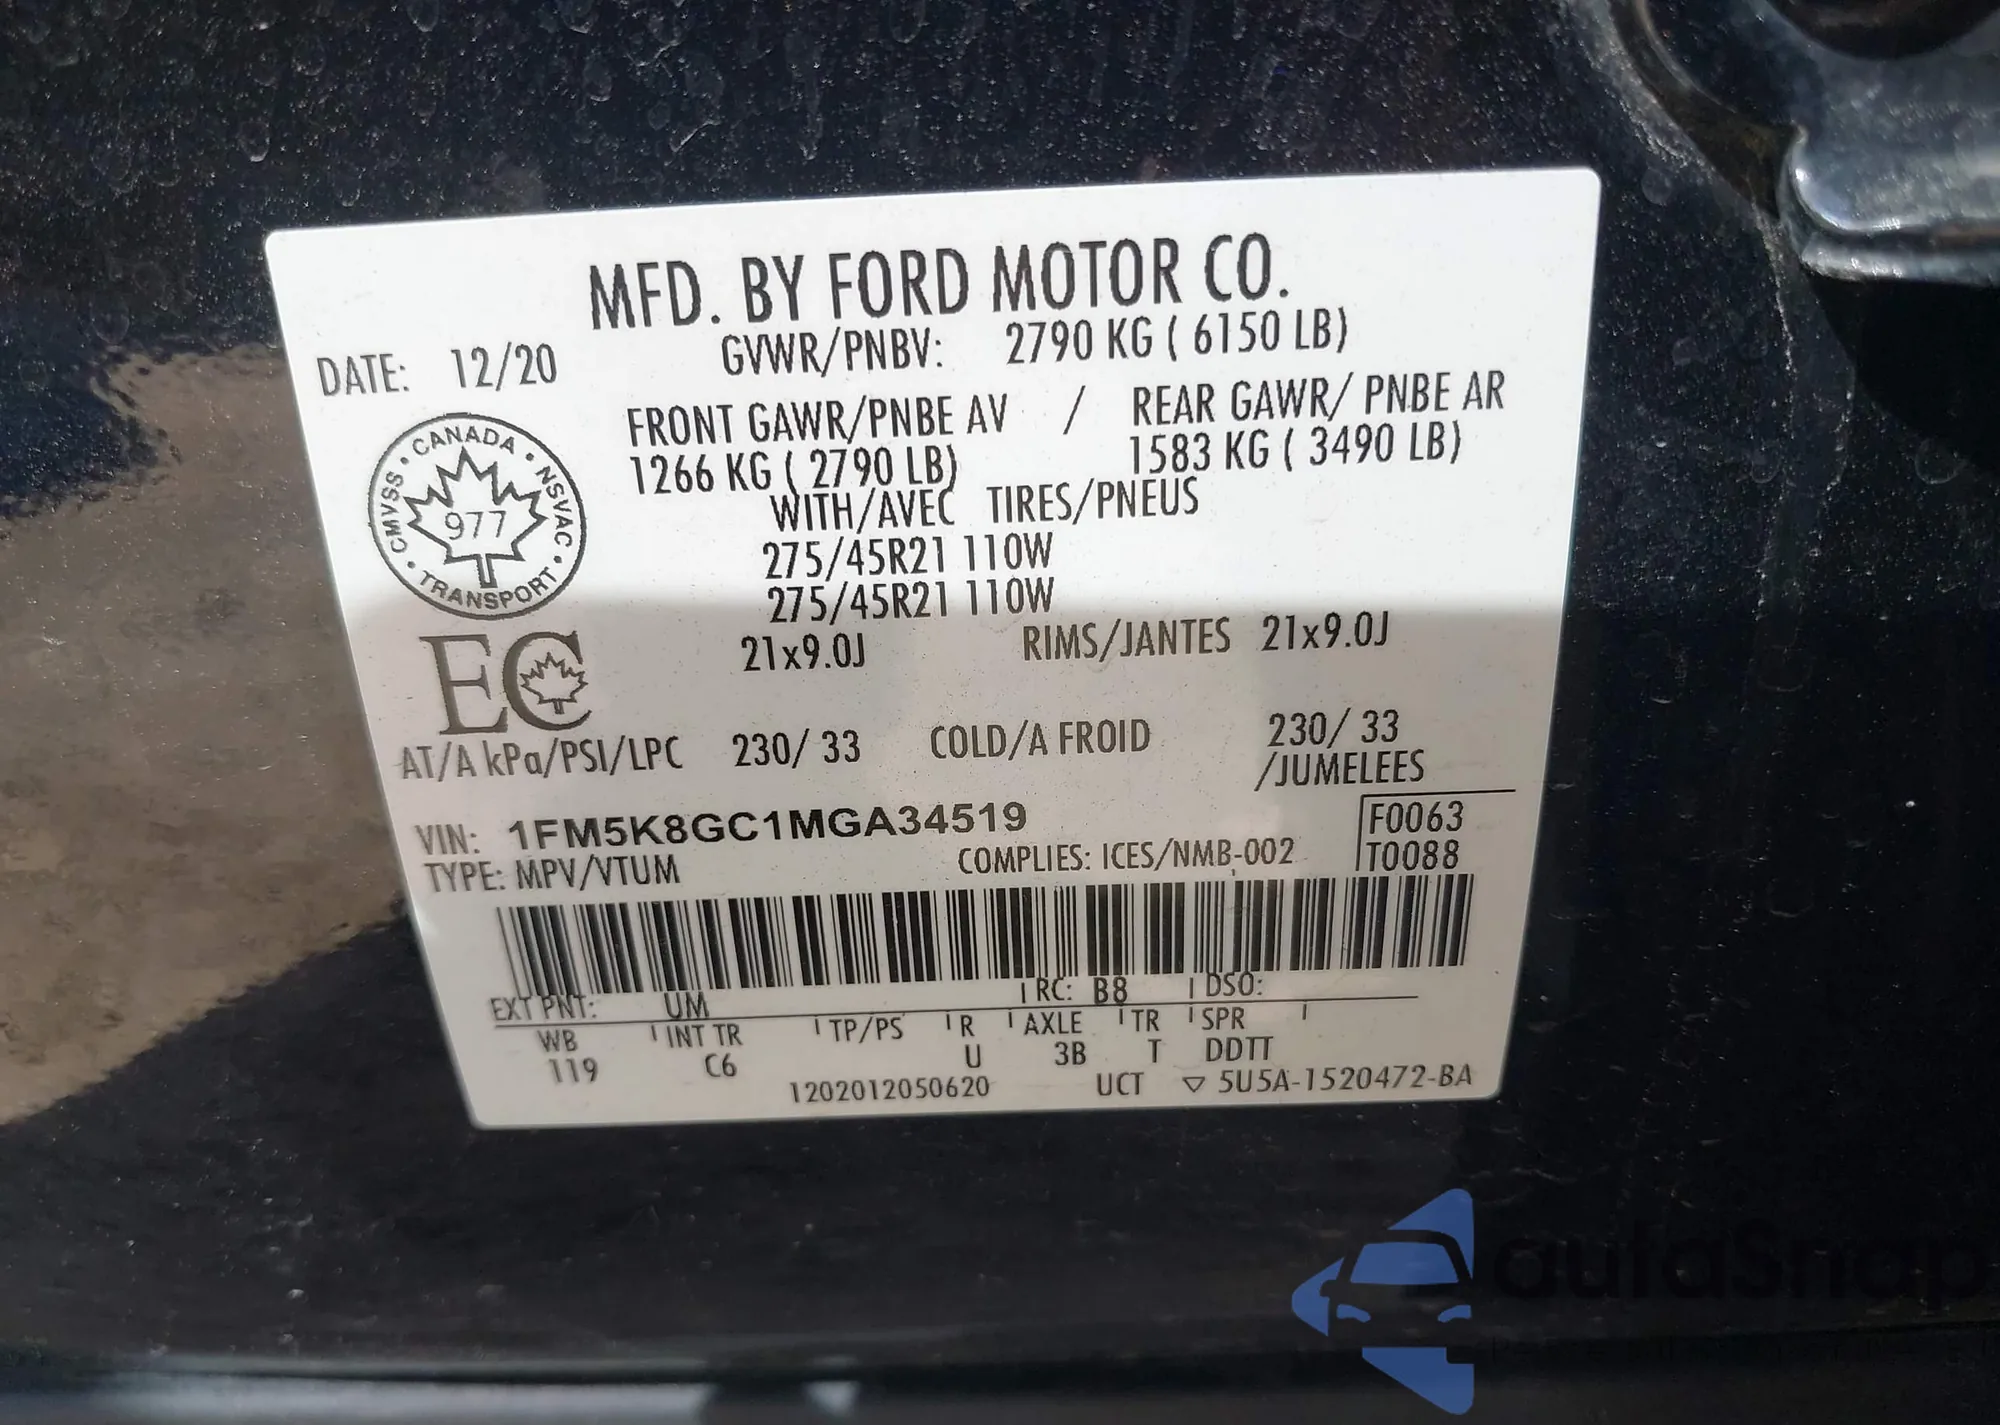 MFD. BY FORD MOTOR CO.
DATE: 12/20 GVWR/PNBV: 2790 KG ( 6150 LB)
FRONT GAWR/PNBE AV / REAR GAWR/ PNBE AR
1266 KG ( 2790 LB) 1583 KG ( 3490 LB)
WITH/AVEC TIRES/PNEUS
275/45R21 110W
275/45R21 110W
21x9.0J RIMS/JANTES 21x9.0J
CMVSS • CANADA • NSVAC • TRANSPORT •
977
EC
AT/A kPa/PSI/LPC 230/ 33 COLD/A FROID 230/ 33
/JUMELEES
VIN: 1FM5K8GC1MGA34519 F0063
TYPE: MPV/VTUM COMPLIES: ICES/NMB-002 T0088
EXT PNT: UM RC: B8 DSO:
WB INT TR TP/PS R AXLE TR SPR
119 C6 U 3B T DDTT
1202012050620 UCT ▽ 5U5A-1520472-BA
autoSnap